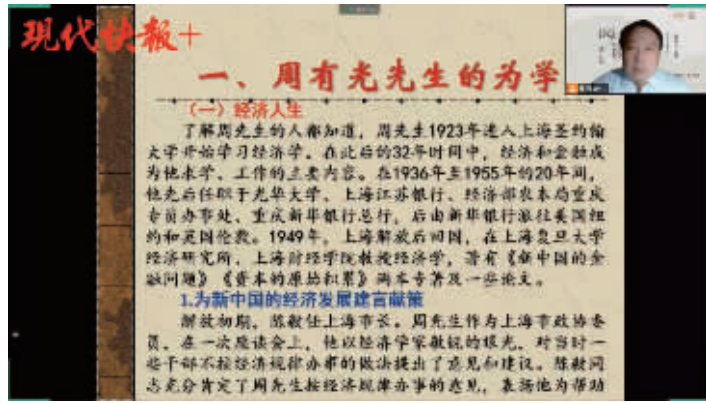 现代快报+
一、周有光先生的为学
（一）经济人生
了解周先生的人都知道，周先生1923年进入上海圣约翰
大学开始学习经济学。在此后的32年时间中，经济和金融成
为他求学、工作的主要内容。在1936年至1955年的20年间，
他先后任职于光华大学、上海江苏银行、经济部农本局重庆
专员办事处、重庆新华银行总行，后由新华银行派往美国纽
约和英国伦敦。1949年，上海解放后回国，在上海复旦大学
经济研究所、上海财经学院教授经济学，著有《新中国的金
融问题》《资本的原始积累》两本专著及一些论文。
1.为新中国的经济发展建言献策
解放初期，陈毅任上海市长。周先生作为上海市政协委
员，在一次座谈会上，他以经济学家敏锐的眼光，对当时一
些干部不按经济规律办事的做法提出了意见和建议。陈毅同
志充分肯定了周先生按经济规律办事的意见，表扬他为帮助